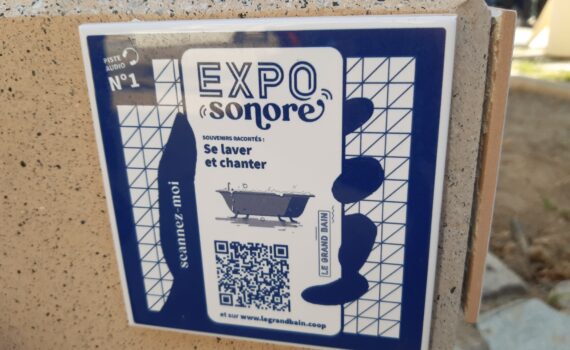 PISTE
AUDIO
N°1
EXPO
sonore
SOUVENIRS RACONTÉS :
Se laver
et chanter
scannez-moi
LE GRAND BAIN
et sur www.legrandbain.coop